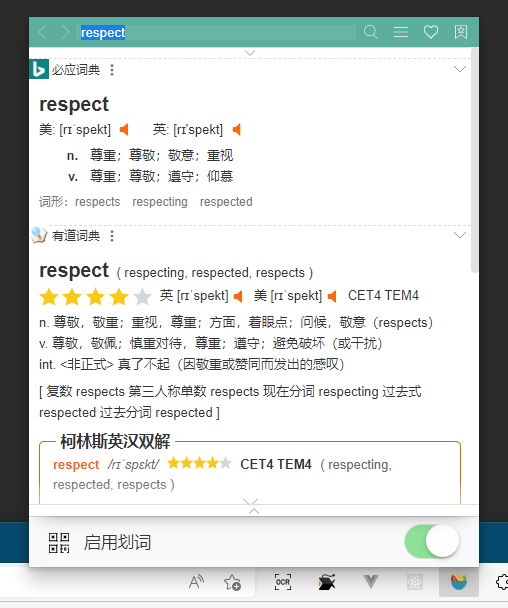 respect
必应词典
respect
美: [rɪˈspekt] 英: [rɪ'spekt]
n. 尊重；尊敬；敬意；重视
v. 尊重；尊敬；遵守；仰慕
词形：respects respecting respected
有道词典
respect ( respecting, respected, respects )
英 [rɪˈspekt] 美 [rɪˈspekt] CET4 TEM4
n. 尊敬，敬重；重视，尊重；方面，着眼点；问候，敬意（respects）
v. 尊敬，敬佩；慎重对待，尊重；遵守；避免破坏（或干扰）
int. <非正式> 真了不起（因敬重或赞同而发出的感叹）
[ 复数 respects 第三人称单数 respects 现在分词 respecting 过去式
respected 过去分词 respected ]
柯林斯英汉双解
respect /rɪˈspɛkt/ CET4 TEM4 ( respecting,
respected, respects )
启用划词
A
OCR